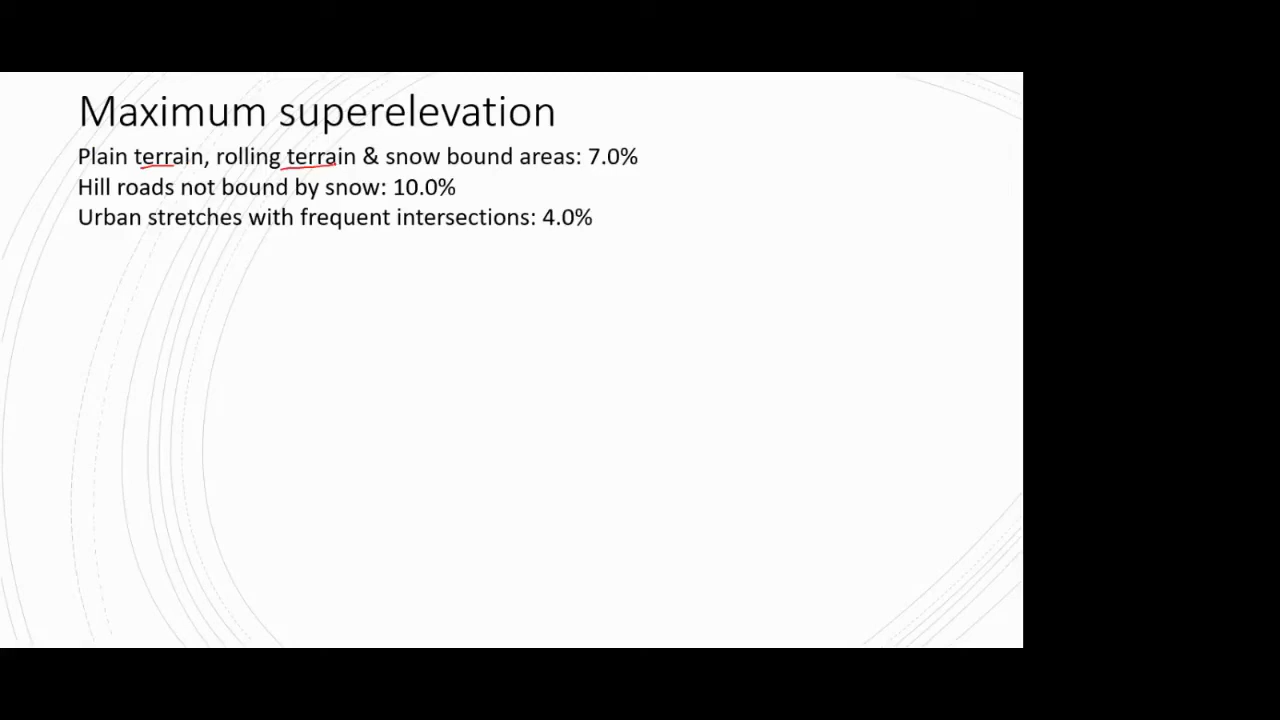 Maximum superelevation
Plain terrain, rolling terrain & snow bound areas: 7.0%
Hill roads not bound by snow: 10.0%
Urban stretches with frequent intersections: 4.0%